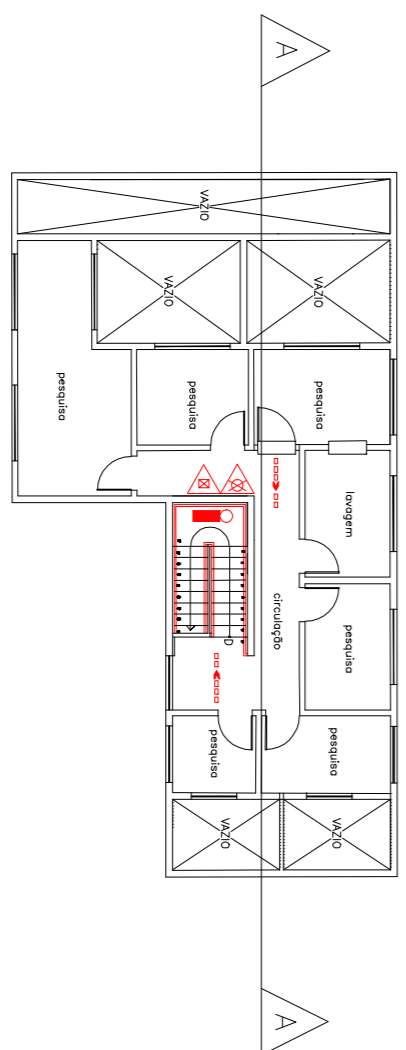 A
VAZIO
VAZIO
VAZIO
pesquisa
pesquisa
pesquisa
lavagem
circulação
pesquisa
D
pesquisa
pesquisa
VAZIO
VAZIO
A